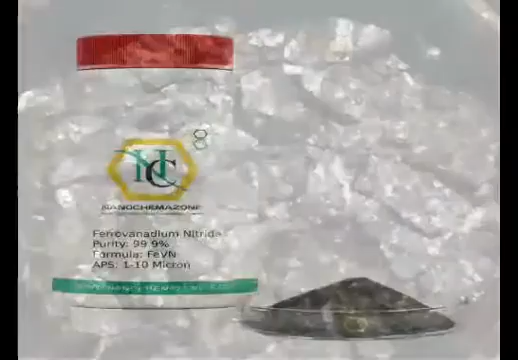 NC
NANOCHEMAZONE
Ferrovanadium Nitride
Purity: 99.9%
Formula: FeVN
APS: 1-10 Micron